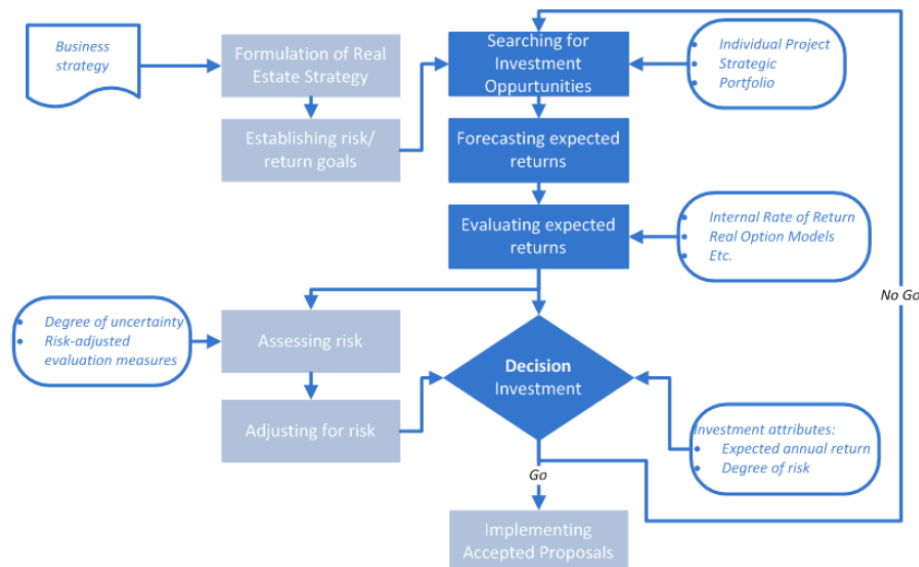 Business
strategy
Formulation of Real
Estate Strategy
Searching for
Investment
Oppurtunities
Individual Project
Strategic
Portfolio
Establishing risk/
return goals
Forecasting expected
returns
Evaluating expected
returns
Internal Rate of Return
Real Option Models
Etc.
No Go
Degree of uncertainty
Risk-adjusted
evaluation measures
Assessing risk
Decision
Investment
Adjusting for risk
Investment attributes:
Expected annual return
Degree of risk
Go
Implementing
Accepted Proposals